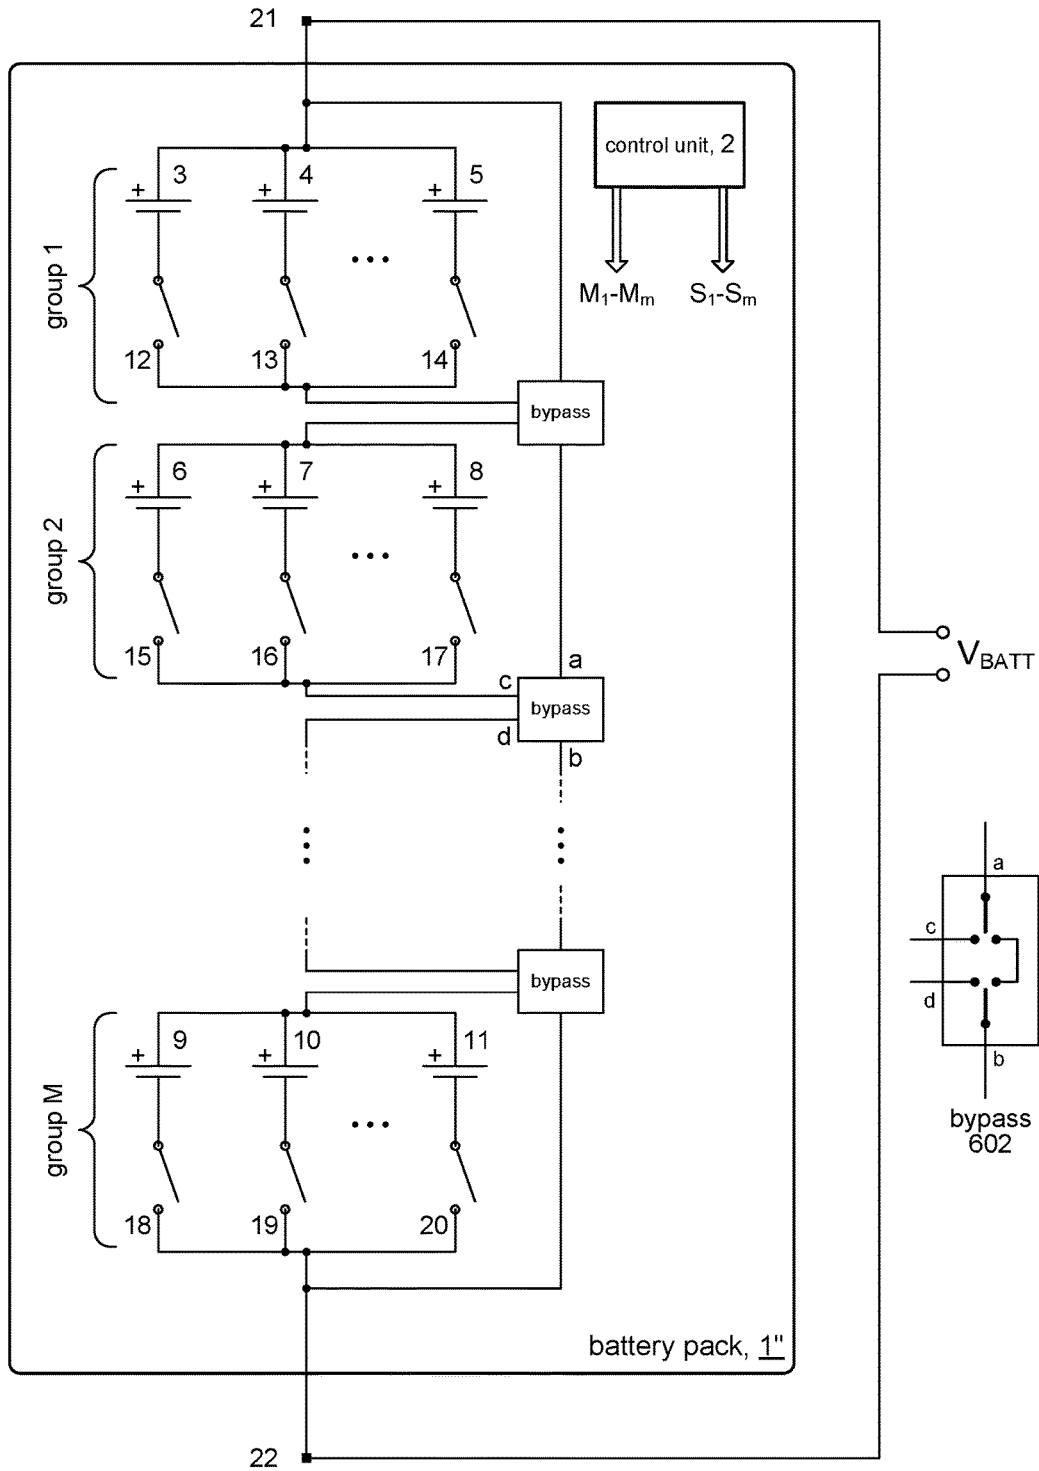 21
control unit, 2
M1-Mm S1-Sm
group 1
+ 3 + 4 + 5
12 13 14
bypass
group 2
+ 6 + 7 + 8
15 16 17
a
c
bypass
d
b
VBATT
bypass
group M
+ 9 + 10 + 11
18 19 20
a
c
d
b
bypass
602
battery pack, 1"
22